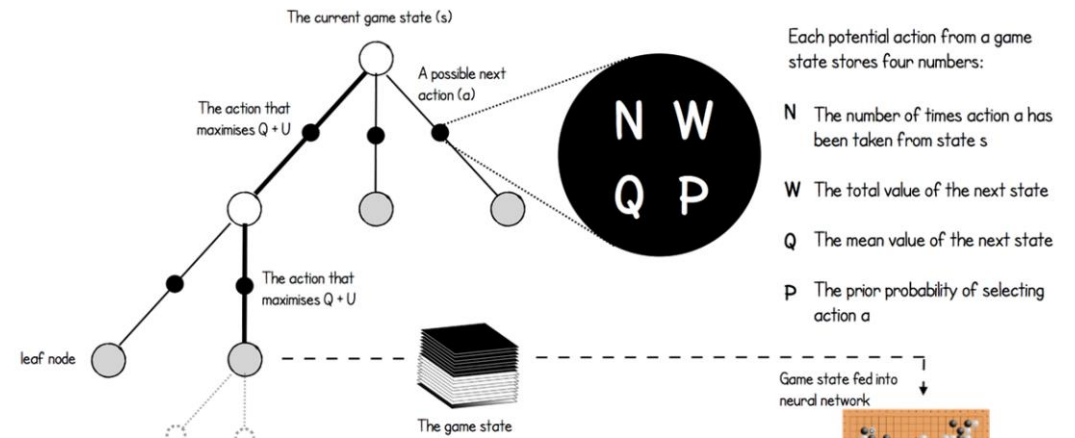 The current game state (s)
A possible next
action (a)
The action that
maximises Q + U
N W
Q P
Each potential action from a game
state stores four numbers:
N The number of times action a has
been taken from state s
W The total value of the next state
Q The mean value of the next state
P The prior probability of selecting
action a
The action that
maximises Q + U
leaf node
The game state
Game state fed into
neural network